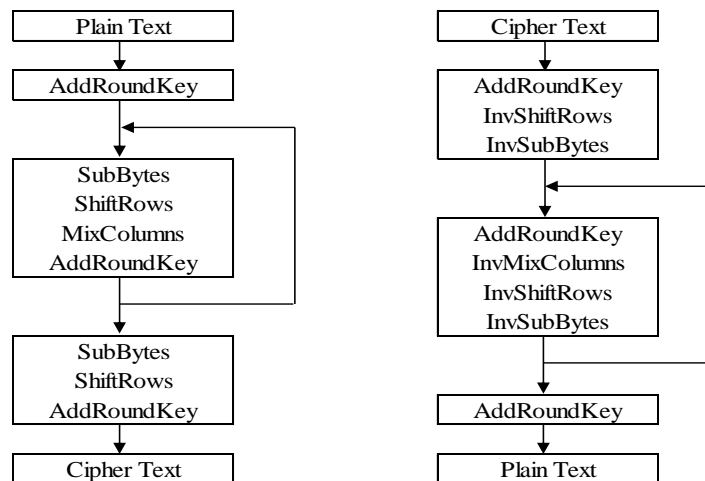 Plain Text
AddRoundKey
SubBytes
ShiftRows
MixColumns
AddRoundKey
SubBytes
ShiftRows
AddRoundKey
Cipher Text
Cipher Text
AddRoundKey
InvShiftRows
InvSubBytes
AddRoundKey
InvMixColumns
InvShiftRows
InvSubBytes
AddRoundKey
Plain Text